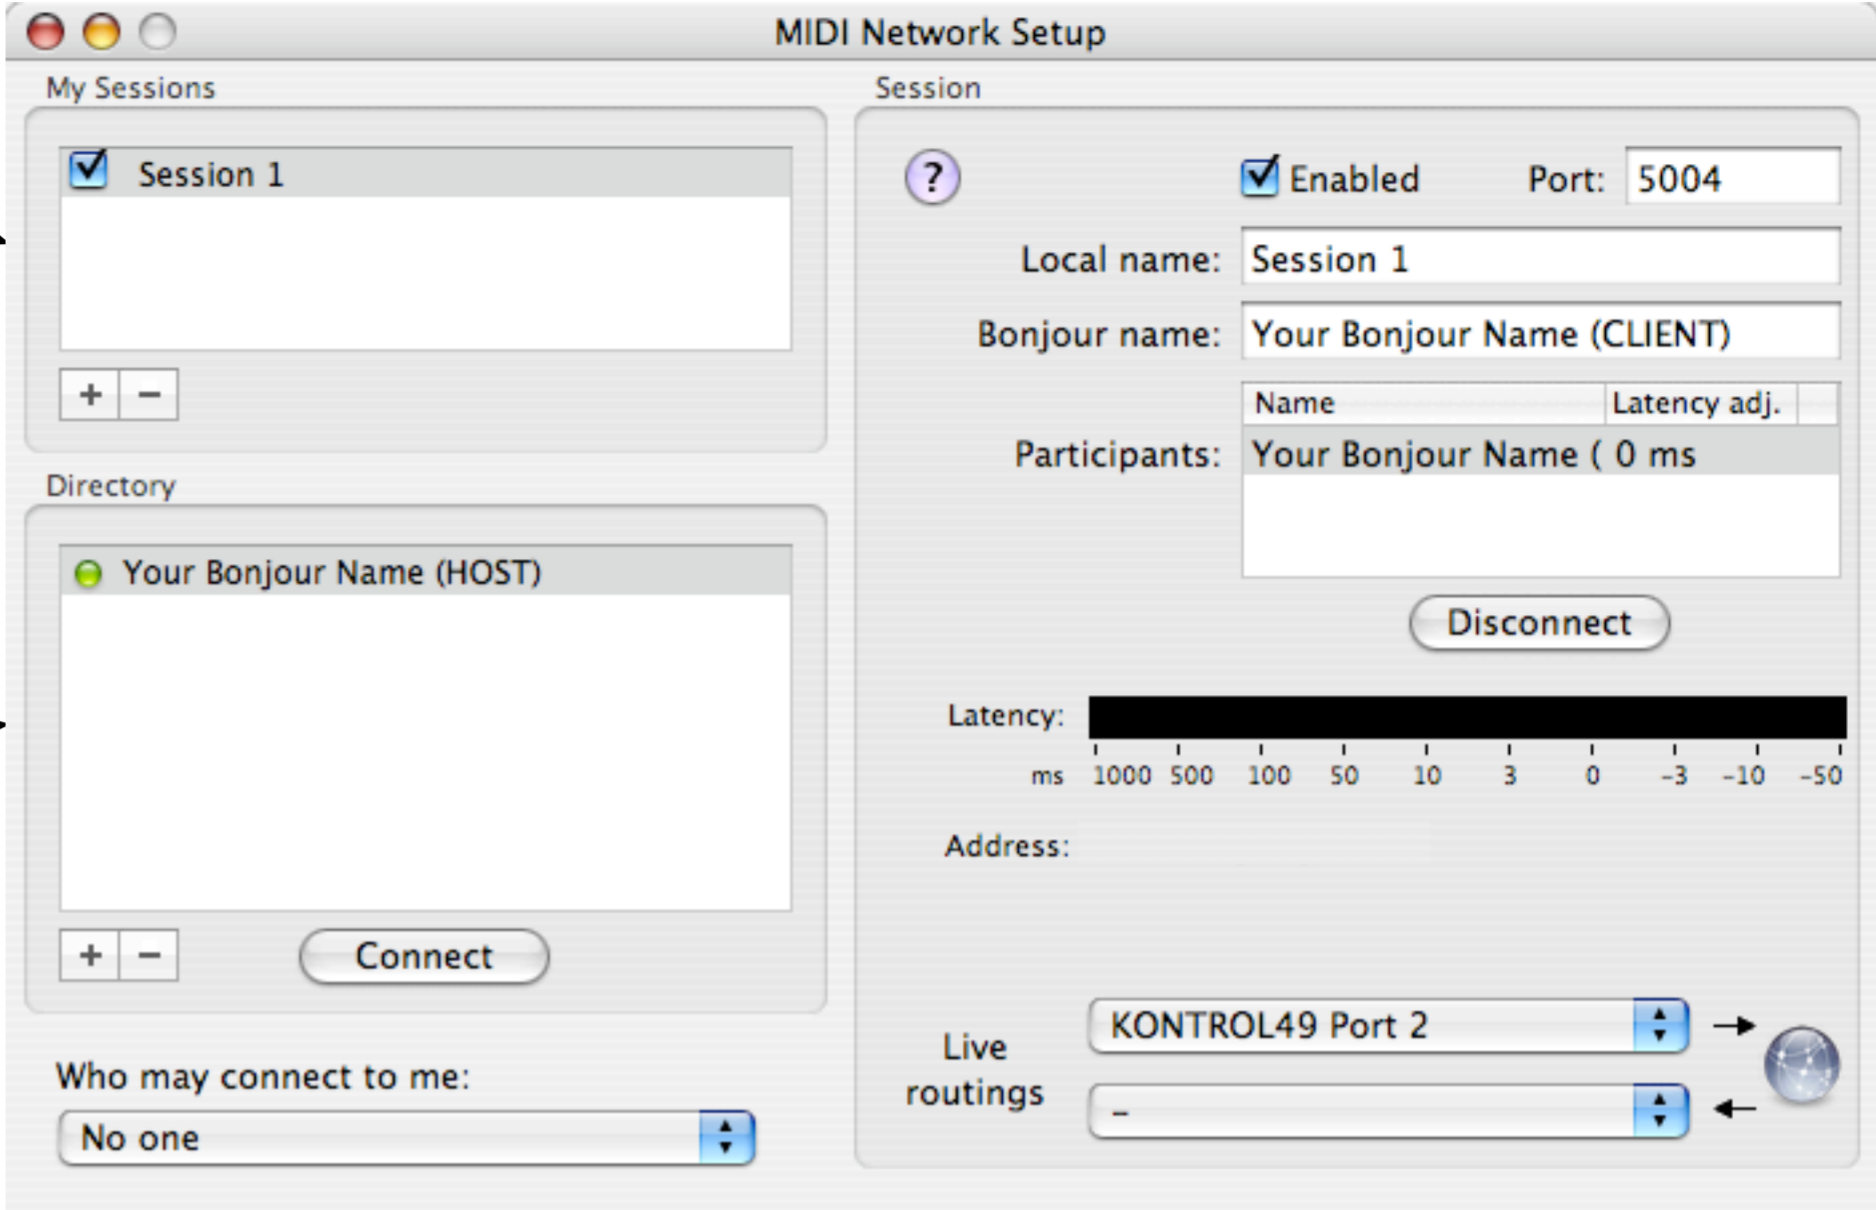 MIDI Network Setup
My Sessions
Session 1
+ −
Directory
Your Bonjour Name (HOST)
+ −
Connect
Who may connect to me:
No one
Session
? Enabled Port: 5004
Local name: Session 1
Bonjour name: Your Bonjour Name (CLIENT)
Name Latency adj.
Participants: Your Bonjour Name ( 0 ms
Disconnect
Latency:
ms 1000 500 100 50 10 3 0 -3 -10 -50
Address:
Live
routings
KONTROL49 Port 2
-